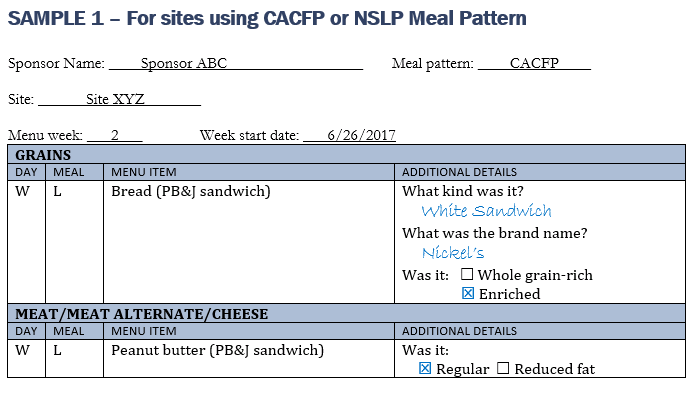 SAMPLE 1 – For sites using CACFP or NSLP Meal Pattern
Sponsor Name: Sponsor ABC Meal pattern: CACFP
Site: Site XYZ
Menu week: 2 Week start date: 6/26/2017
GRAINS
DAY MEAL MENU ITEM ADDITIONAL DETAILS
W L Bread (PB&J sandwich) What kind was it?
White Sandwich
What was the brand name?
Nickel's
Was it: ☐ Whole grain-rich
☒ Enriched
MEAT/MEAT ALTERNATE/CHEESE
DAY MEAL MENU ITEM ADDITIONAL DETAILS
W L Peanut butter (PB&J sandwich) Was it:
☒ Regular ☐ Reduced fat